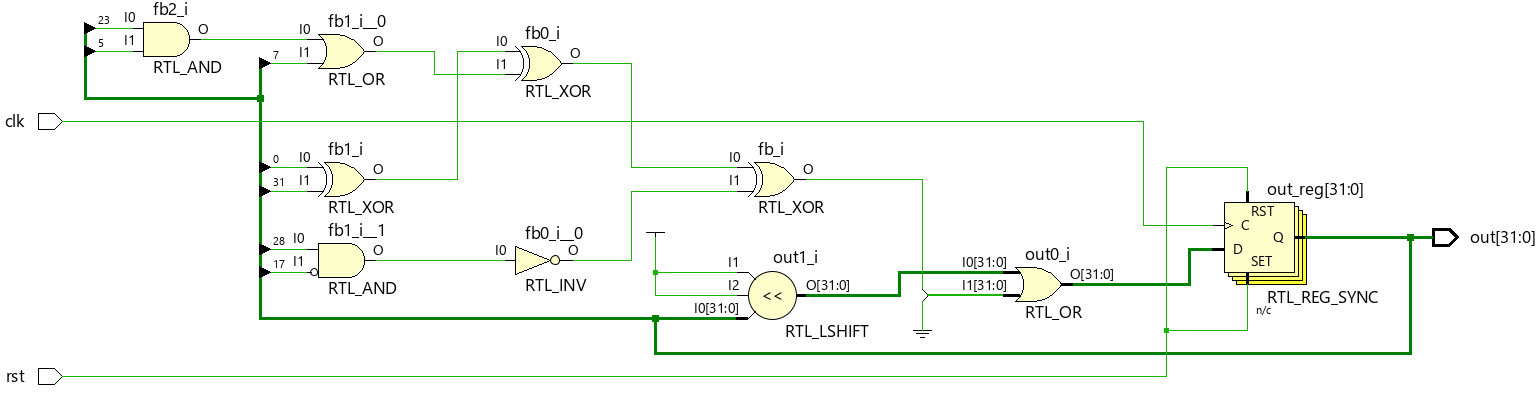 fb2_i
23 I0 O
5 I1
RTL_AND
fb1_i__0
I0 O
7 I1
RTL_OR
fb0_i
I0 O
I1
RTL_XOR
clk
fb1_i
0 I0 O
31 I1
RTL_XOR
fb_i
I0 O
I1
RTL_XOR
fb1_i__1
28 I0 O
17 I1
RTL_AND
fb0_i__0
I0 O
RTL_INV
out1_i
I1
I2 << O[31:0]
I0[31:0]
RTL_LSHIFT
out0_i
I0[31:0] O[31:0]
I1[31:0]
RTL_OR
out_reg[31:0]
RST
C
D Q
SET
n/c
RTL_REG_SYNC
out[31:0]
rst